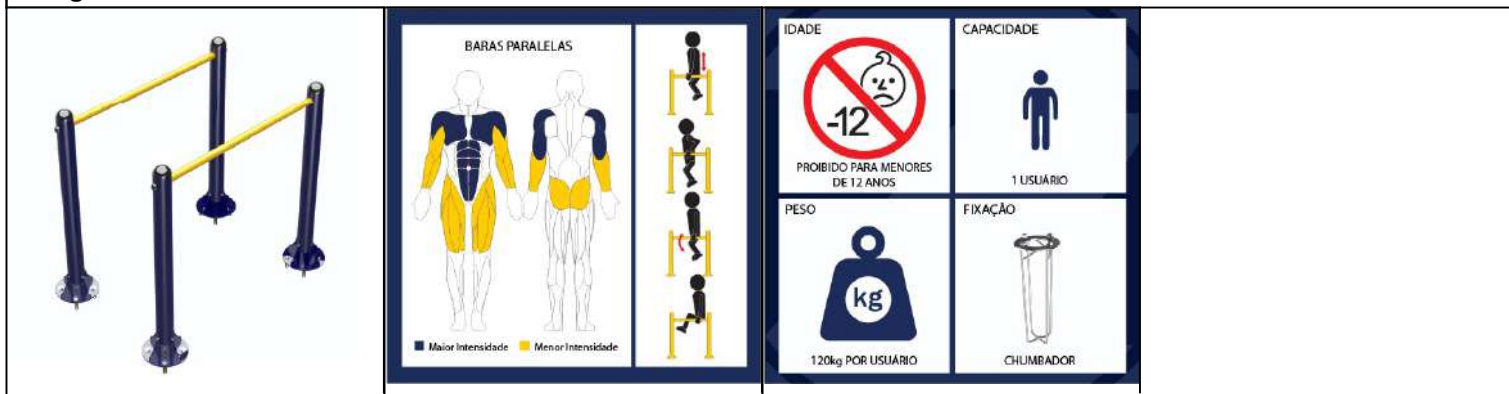 BARAS PARALELAS
Maior Intensidade
Menor Intensidade
IDADE
-12
PROIBIDO PARA MENORES
DE 12 ANOS
CAPACIDADE
1 USUÁRIO
PESO
kg
120kg POR USUÁRIO
FIXAÇÃO
CHUMBADOR